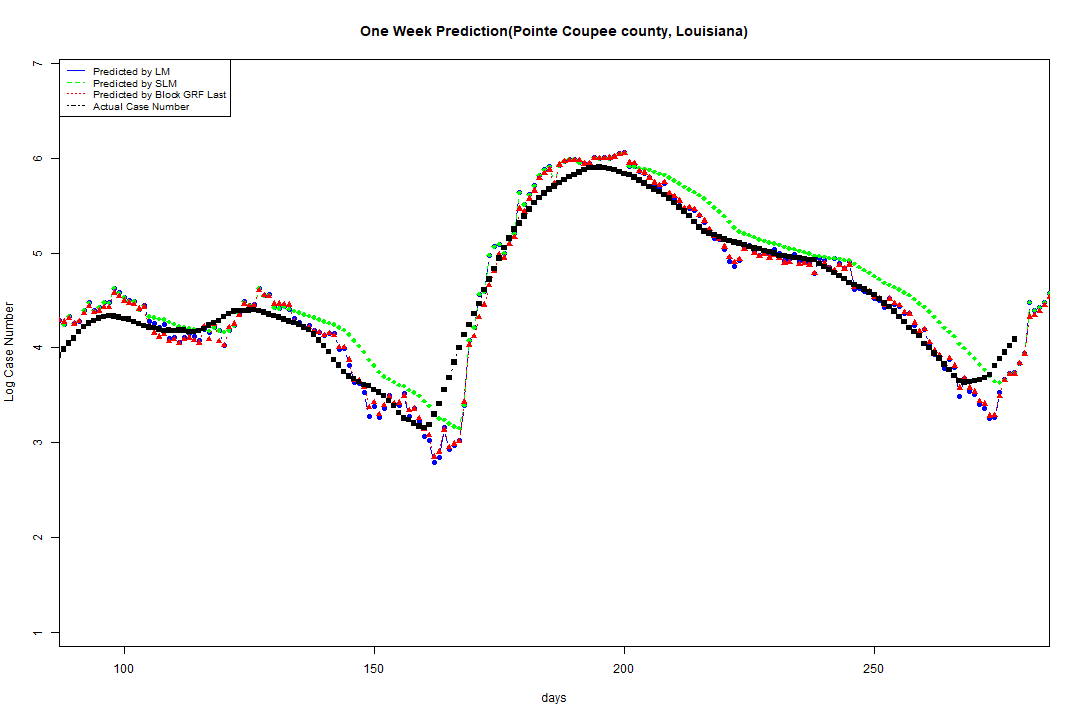 One Week Prediction(Pointe Coupee county, Louisiana)
7
Predicted by LM
Predicted by SLM
Predicted by Block GRF Last
Actual Case Number
6
5
4
3
2
1
Log Case Number
100 150 200 250
days